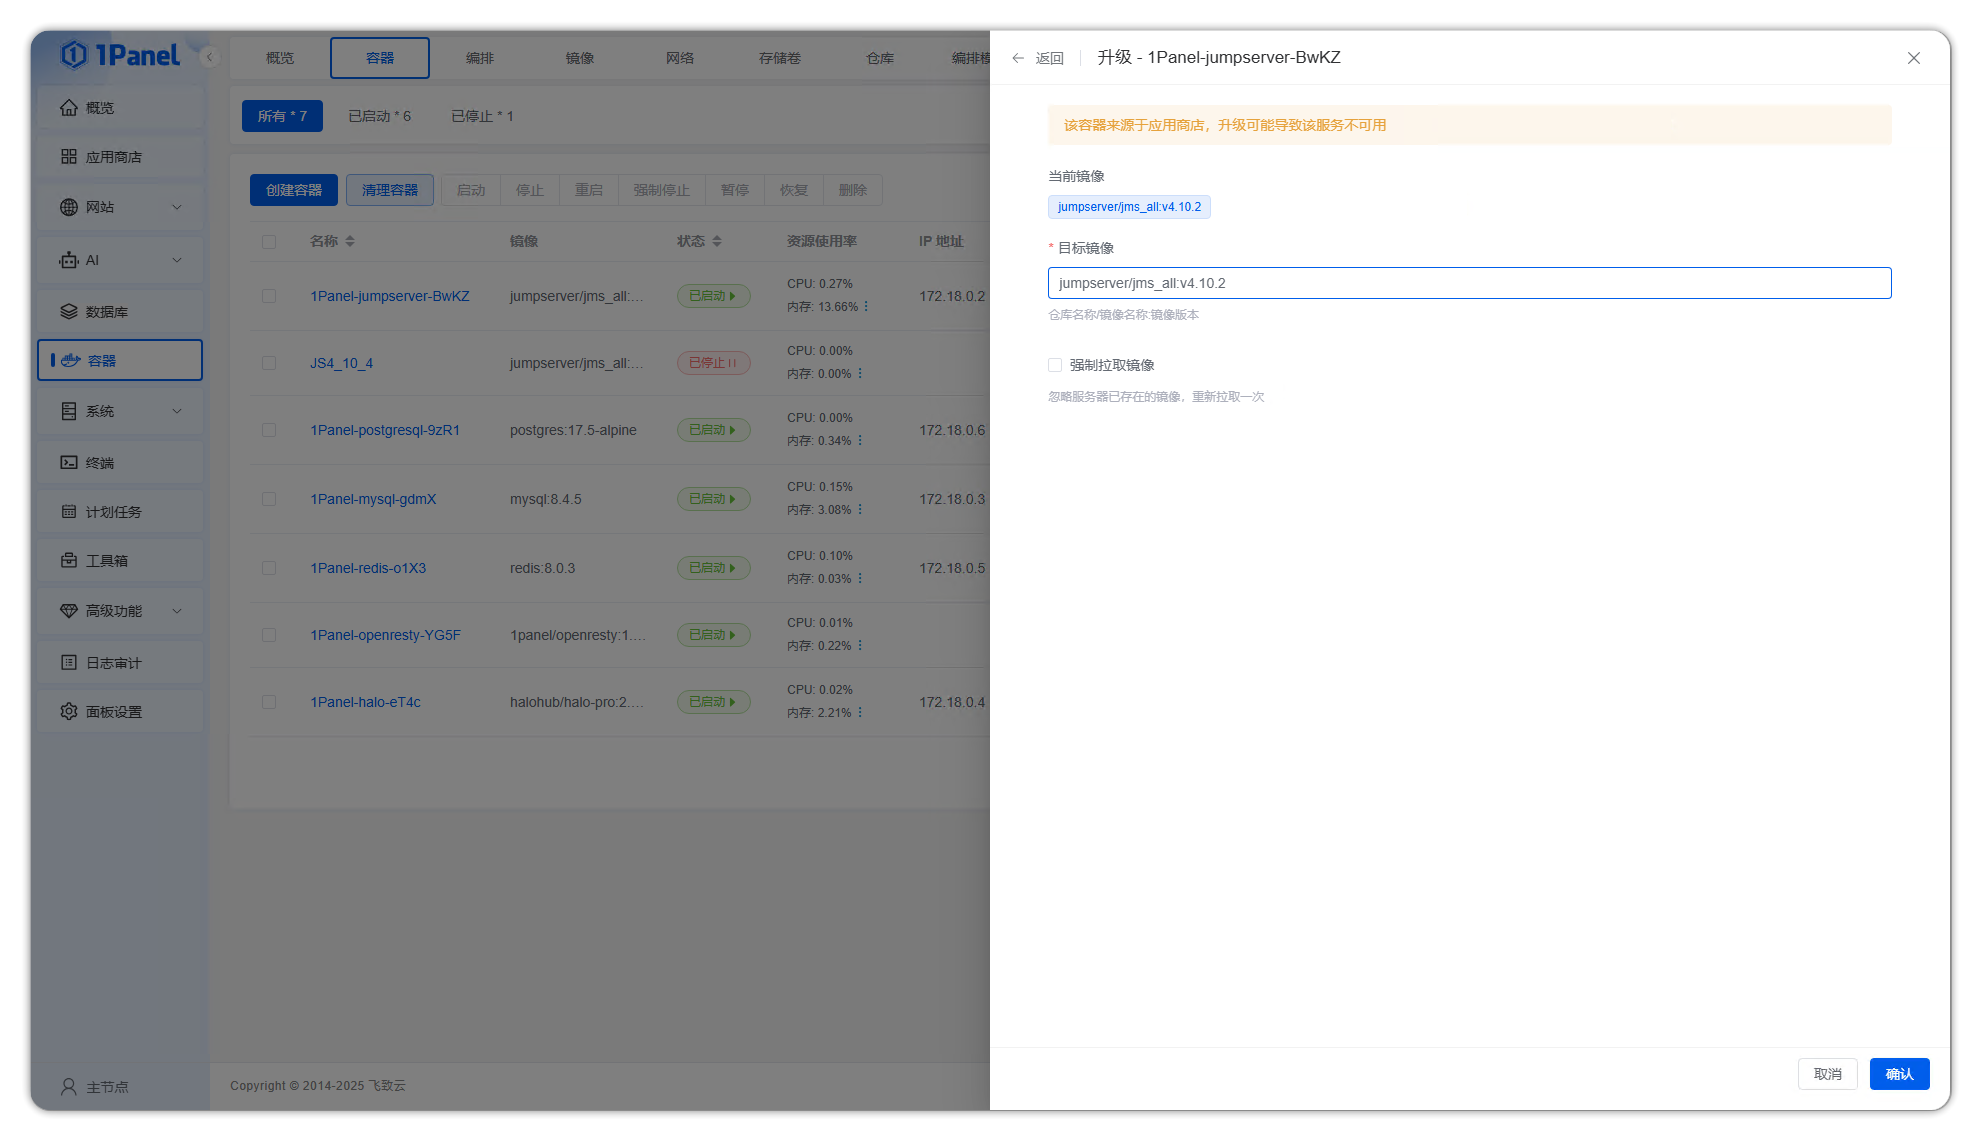 1Panel
概览
应用商店
网站
AI
数据库
容器
系统
终端
计划任务
工具箱
高级功能
日志审计
面板设置
主节点
概览 容器 编排 镜像 网络 存储卷 仓库 编排模
所有 * 7 已启动 * 6 已停止 * 1
创建容器 清理容器 启动 停止 重启 强制停止 暂停 恢复 删除
名称 镜像 状态 资源使用率 IP 地址
1Panel-jumpserver-BwKZ jumpserver/jms_all:... 已启动 CPU: 0.27% 172.18.0.2
内存: 13.66%
JS4_10_4 jumpserver/jms_all:... 已停止 CPU: 0.00%
内存: 0.00%
1Panel-postgresql-9zR1 postgres:17.5-alpine 已启动 CPU: 0.00% 172.18.0.6
内存: 0.34%
1Panel-mysql-gdmX mysql:8.4.5 已启动 CPU: 0.15% 172.18.0.3
内存: 3.08%
1Panel-redis-o1X3 redis:8.0.3 已启动 CPU: 0.10% 172.18.0.5
内存: 0.03%
1Panel-openresty-YG5F 1panel/openresty:1.... 已启动 CPU: 0.01%
内存: 0.22%
1Panel-halo-eT4c halohub/halo-pro:2.... 已启动 CPU: 0.02% 172.18.0.4
内存: 2.21%
Copyright © 2014-2025 飞致云
返回 升级 - 1Panel-jumpserver-BwKZ
该容器来源于应用商店，升级可能导致该服务不可用
当前镜像
jumpserver/jms_all:v4.10.2
* 目标镜像
jumpserver/jms_all:v4.10.2
仓库名称/镜像名称:镜像版本
强制拉取镜像
忽略服务器已存在的镜像，重新拉取一次
取消 确认